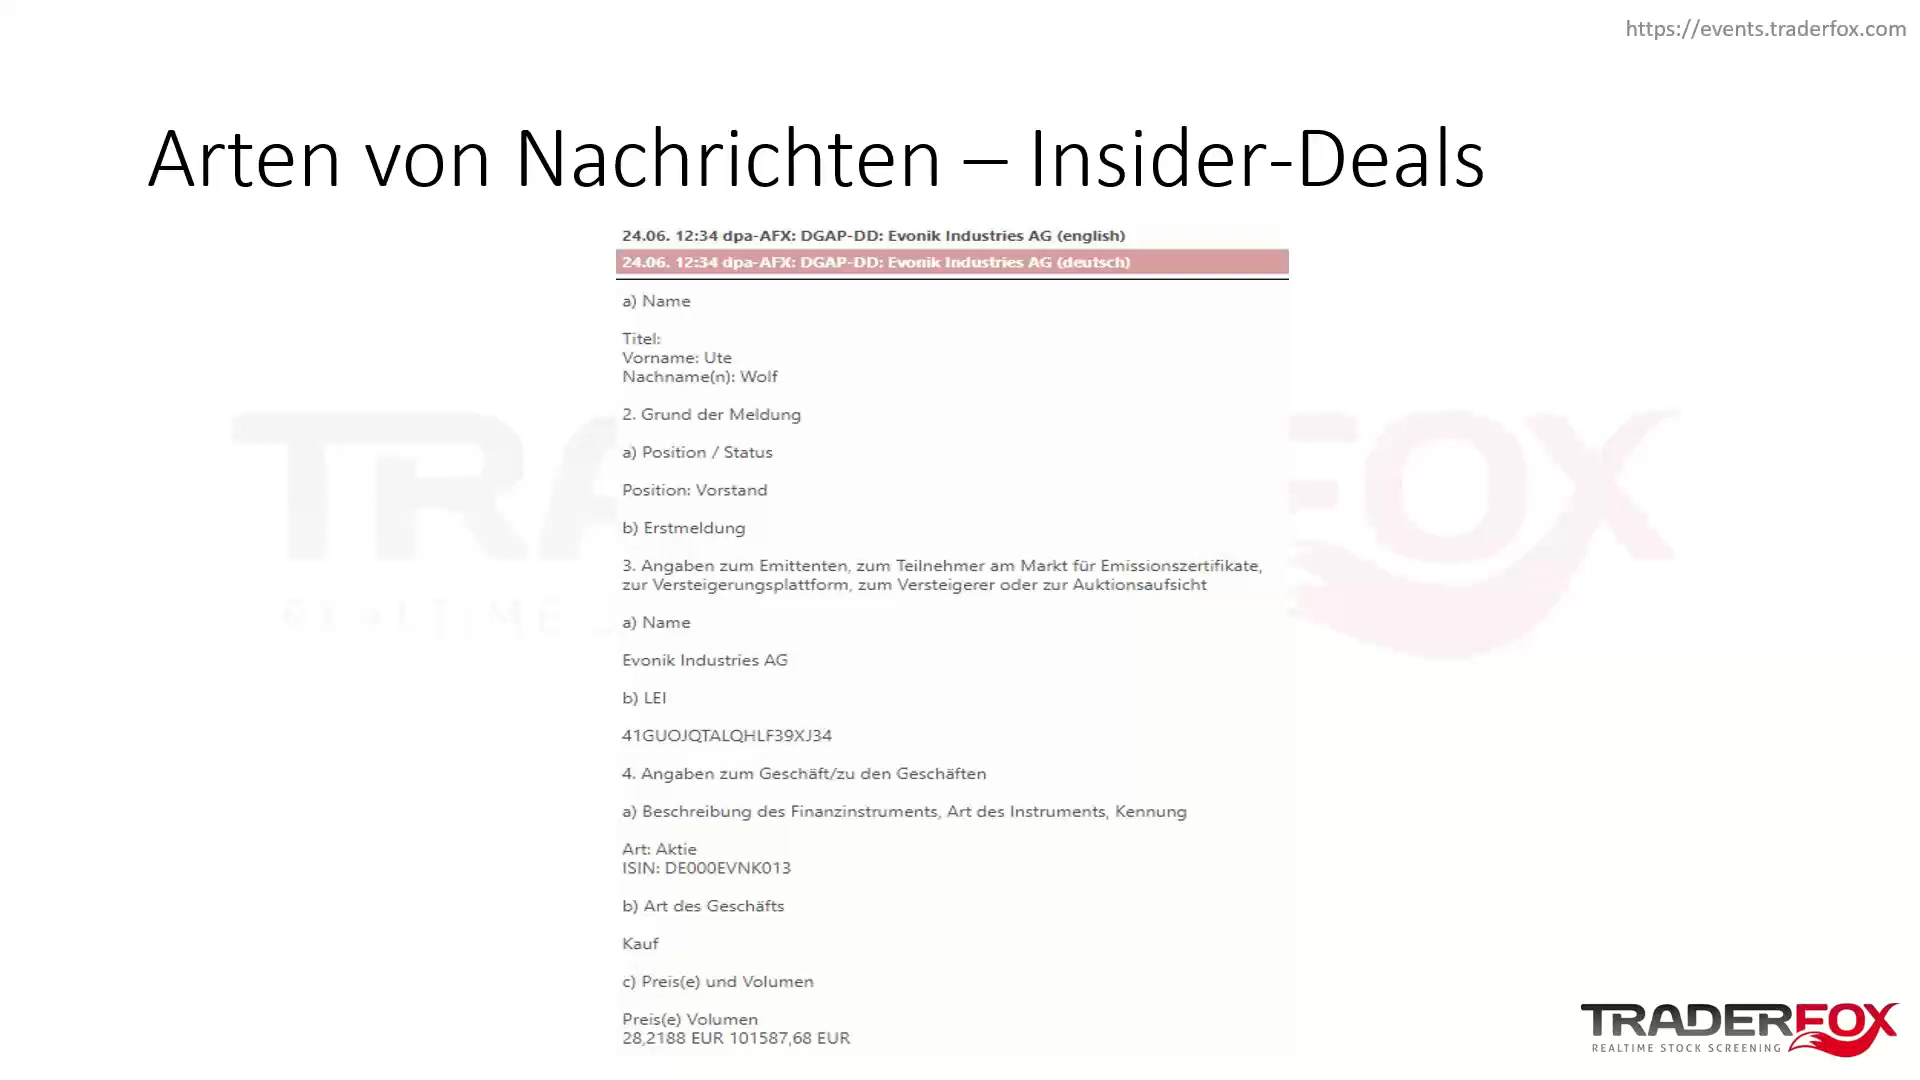 https://events.traderfox.com
Arten von Nachrichten – Insider-Deals
24.06. 12:34 dpa-AFX: DGAP-DD: Evonik Industries AG (english)
24.06. 12:34 dpa-AFX: DGAP-DD: Evonik Industries AG (deutsch)
a) Name
Titel:
Vorname: Ute
Nachname(n): Wolf
2. Grund der Meldung
a) Position / Status
Position: Vorstand
b) Erstmeldung
3. Angaben zum Emittenten, zum Teilnehmer am Markt für Emissionszertifikate,
zur Versteigerungsplattform, zum Versteigerer oder zur Auktionsaufsicht
a) Name
Evonik Industries AG
b) LEI
41GUOJQTALQHLF39XJ34
4. Angaben zum Geschäft/zu den Geschäften
a) Beschreibung des Finanzinstruments, Art des Instruments, Kennung
Art: Aktie
ISIN: DE000EVNK013
b) Art des Geschäfts
Kauf
c) Preis(e) und Volumen
Preis(e) Volumen
28,2188 EUR 101587,68 EUR
TRADERFOX
REALTIME STOCK SCREENING